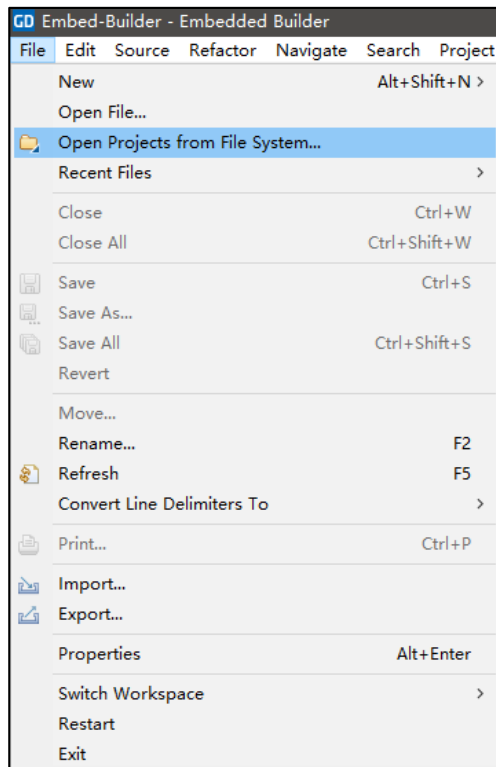 GD Embed-Builder - Embedded Builder
File Edit Source Refactor Navigate Search Project
New Alt+Shift+N >
Open File...
Open Projects from File System...
Recent Files >
Close Ctrl+W
Close All Ctrl+Shift+W
Save Ctrl+S
Save As...
Save All Ctrl+Shift+S
Revert
Move...
Rename... F2
Refresh F5
Convert Line Delimiters To >
Print... Ctrl+P
Import...
Export...
Properties Alt+Enter
Switch Workspace >
Restart
Exit